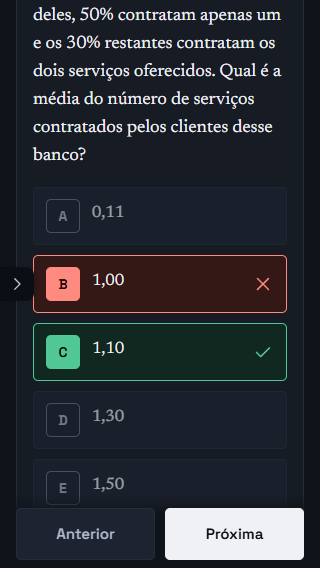 deles, 50% contratam apenas um
e os 30% restantes contratam os
dois serviços oferecidos. Qual é a
média do número de serviços
contratados pelos clientes desse
banco?
A 0,11
B 1,00
C 1,10
D 1,30
E 1,50
Anterior Próxima